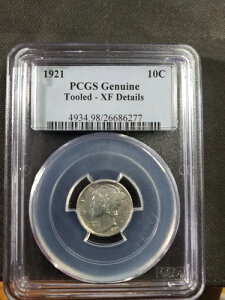 1921 10C
PCGS Genuine
Tooled - XF Details
4934.98/26686277